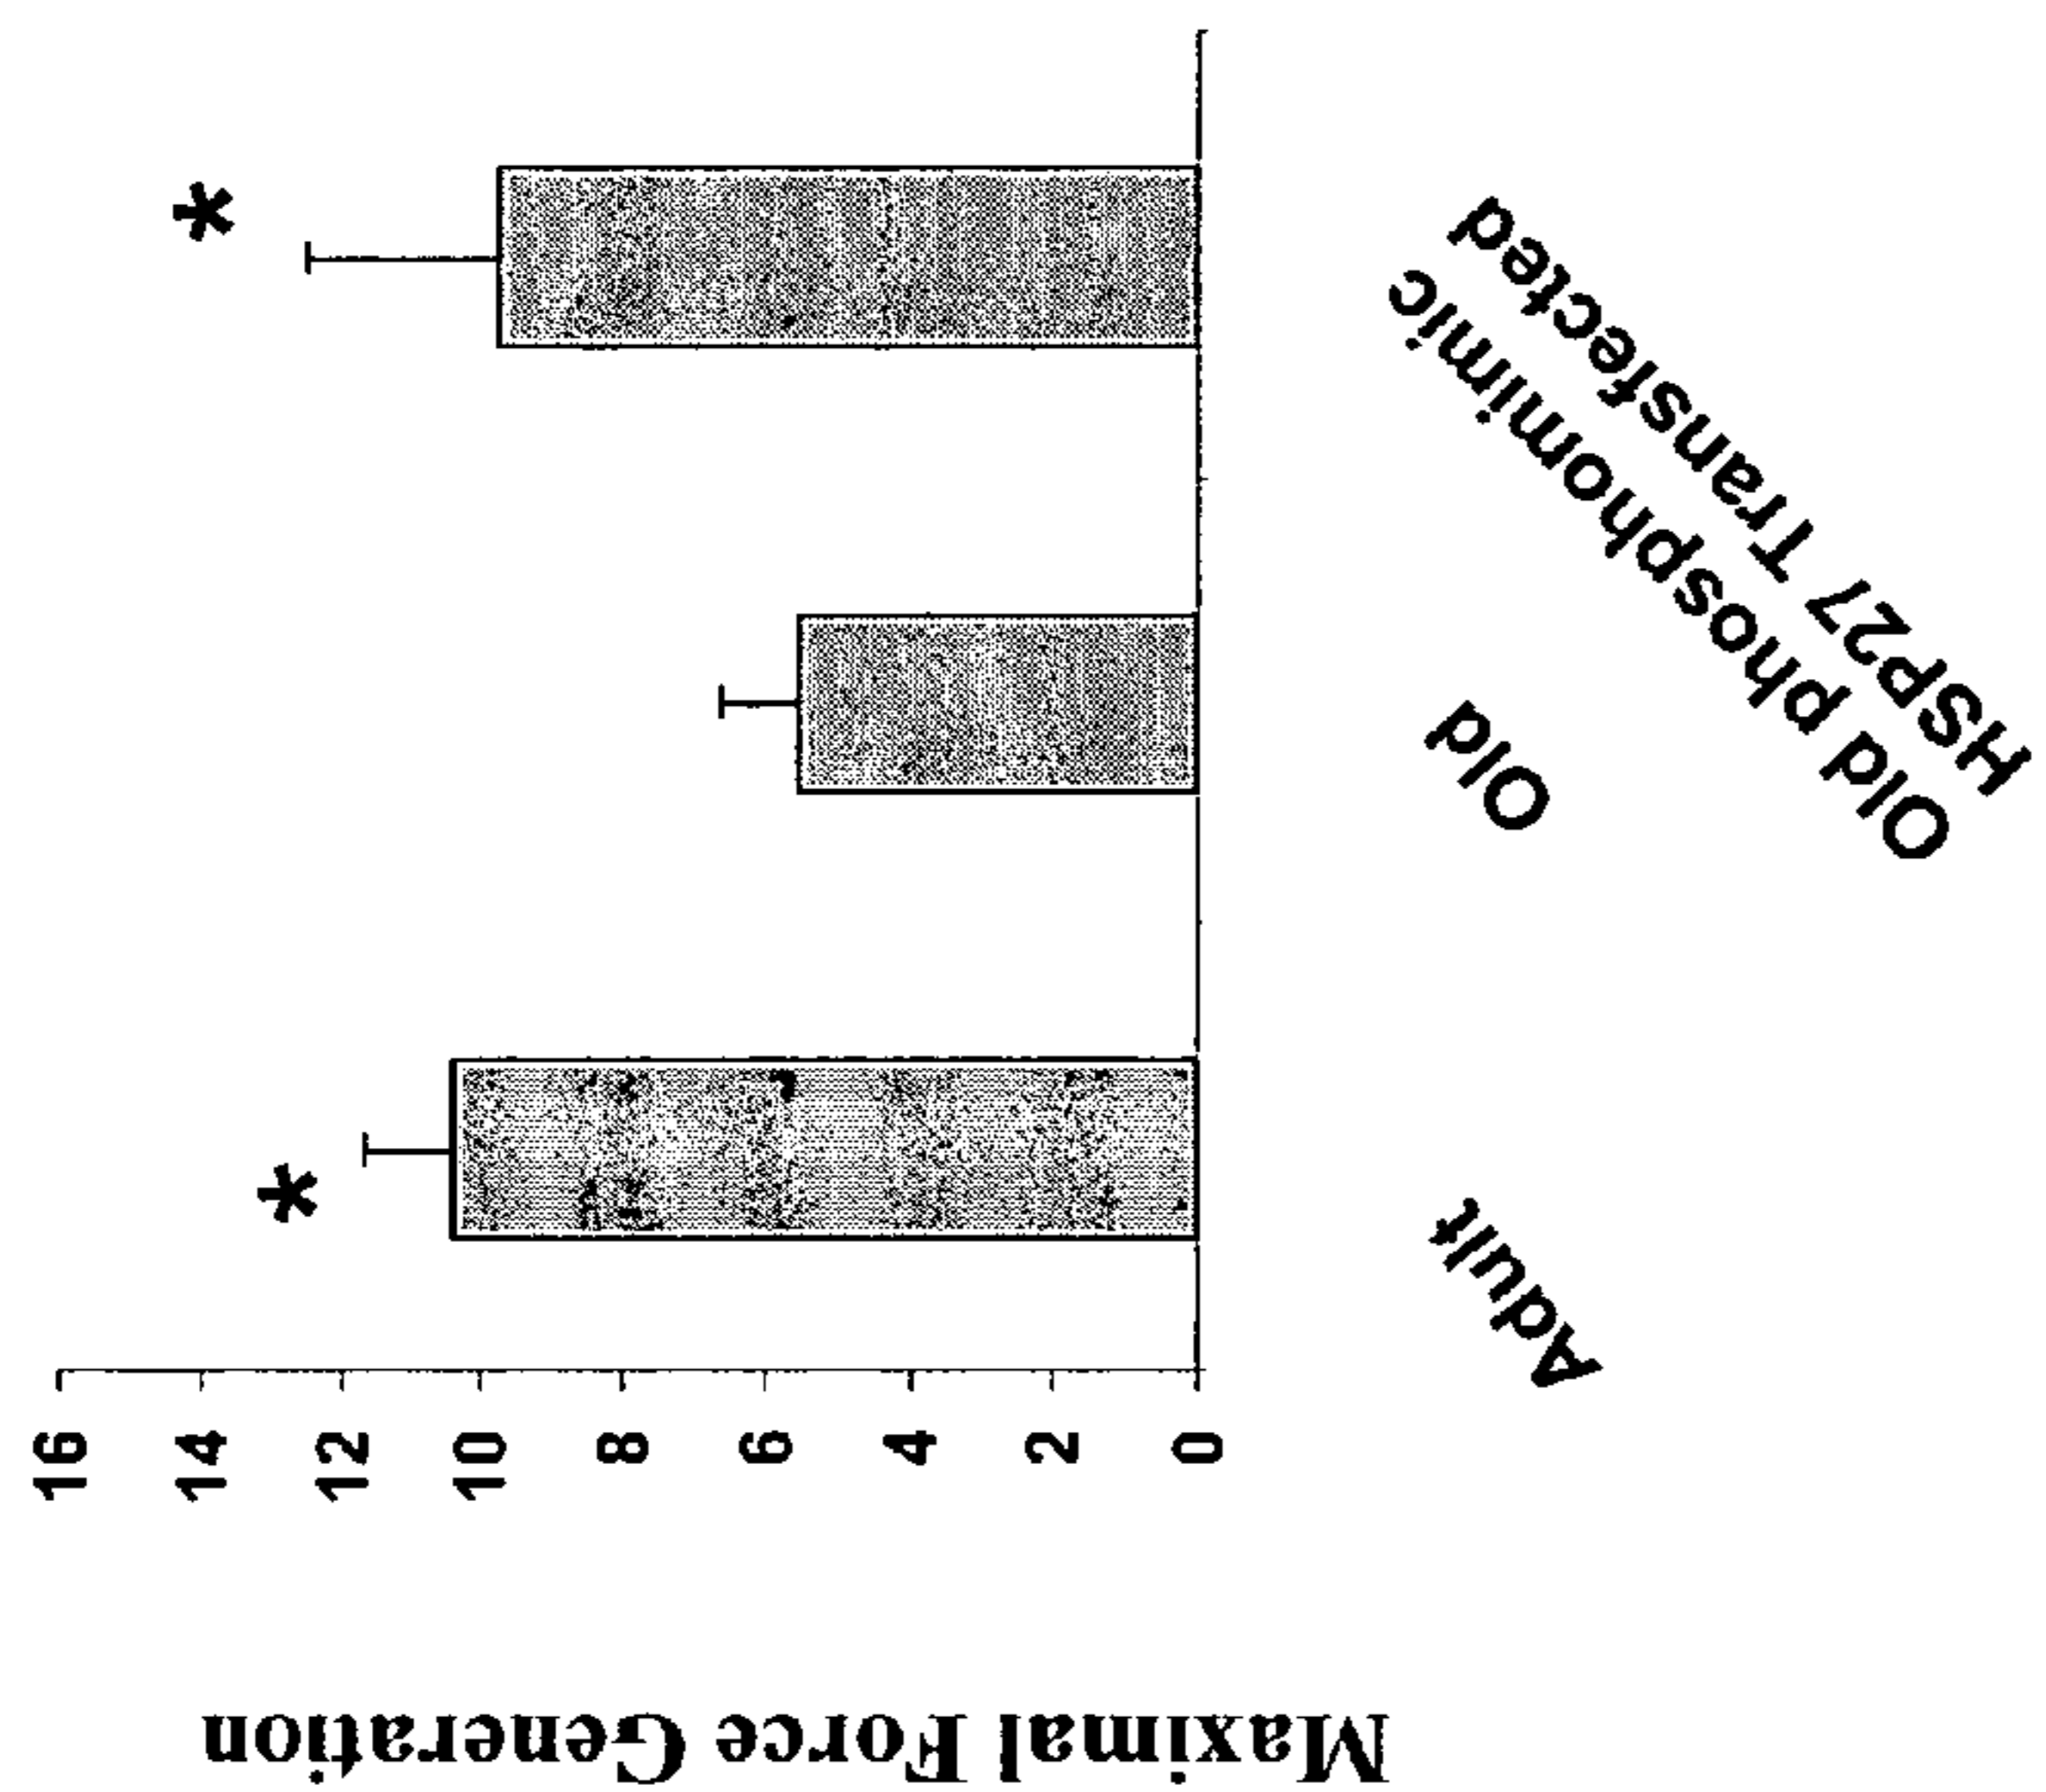 Maximal Force Generation
16
14
12
10
8
6
4
2
0
*
*
Adult
Old
Old phosphomimic
HSP27 Transfected